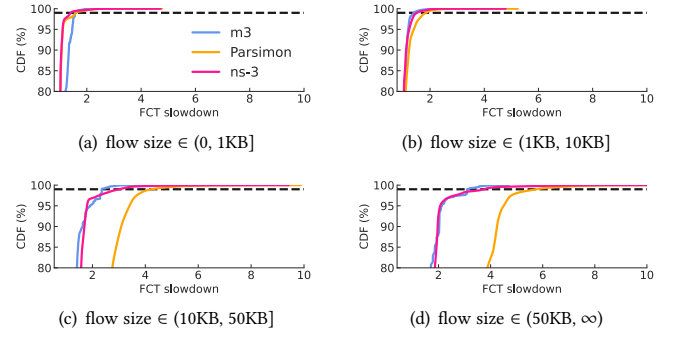 100
95
90
85
80
CDF (%)
2 4 6 8 10
FCT slowdown
m3
Parsimon
ns-3
(a) flow size ∈ (0, 1KB]
100
95
90
85
80
CDF (%)
2 4 6 8 10
FCT slowdown
(b) flow size ∈ (1KB, 10KB]
100
95
90
85
80
CDF (%)
2 4 6 8 10
FCT slowdown
(c) flow size ∈ (10KB, 50KB]
100
95
90
85
80
CDF (%)
2 4 6 8 10
FCT slowdown
(d) flow size ∈ (50KB, ∞)